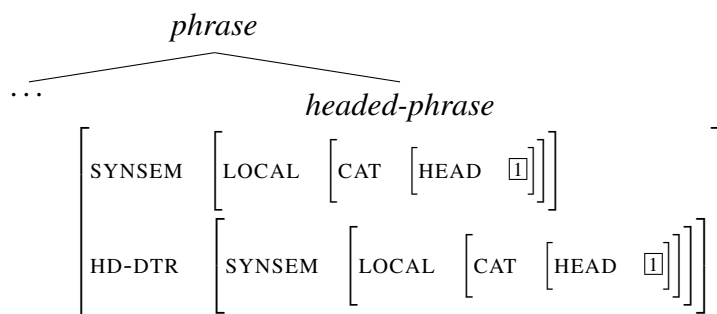 phrase
...
headed-phrase
SYNSEM [LOCAL [CAT [HEAD 1]]]
HD-DTR [SYNSEM [LOCAL [CAT [HEAD 1]]]]